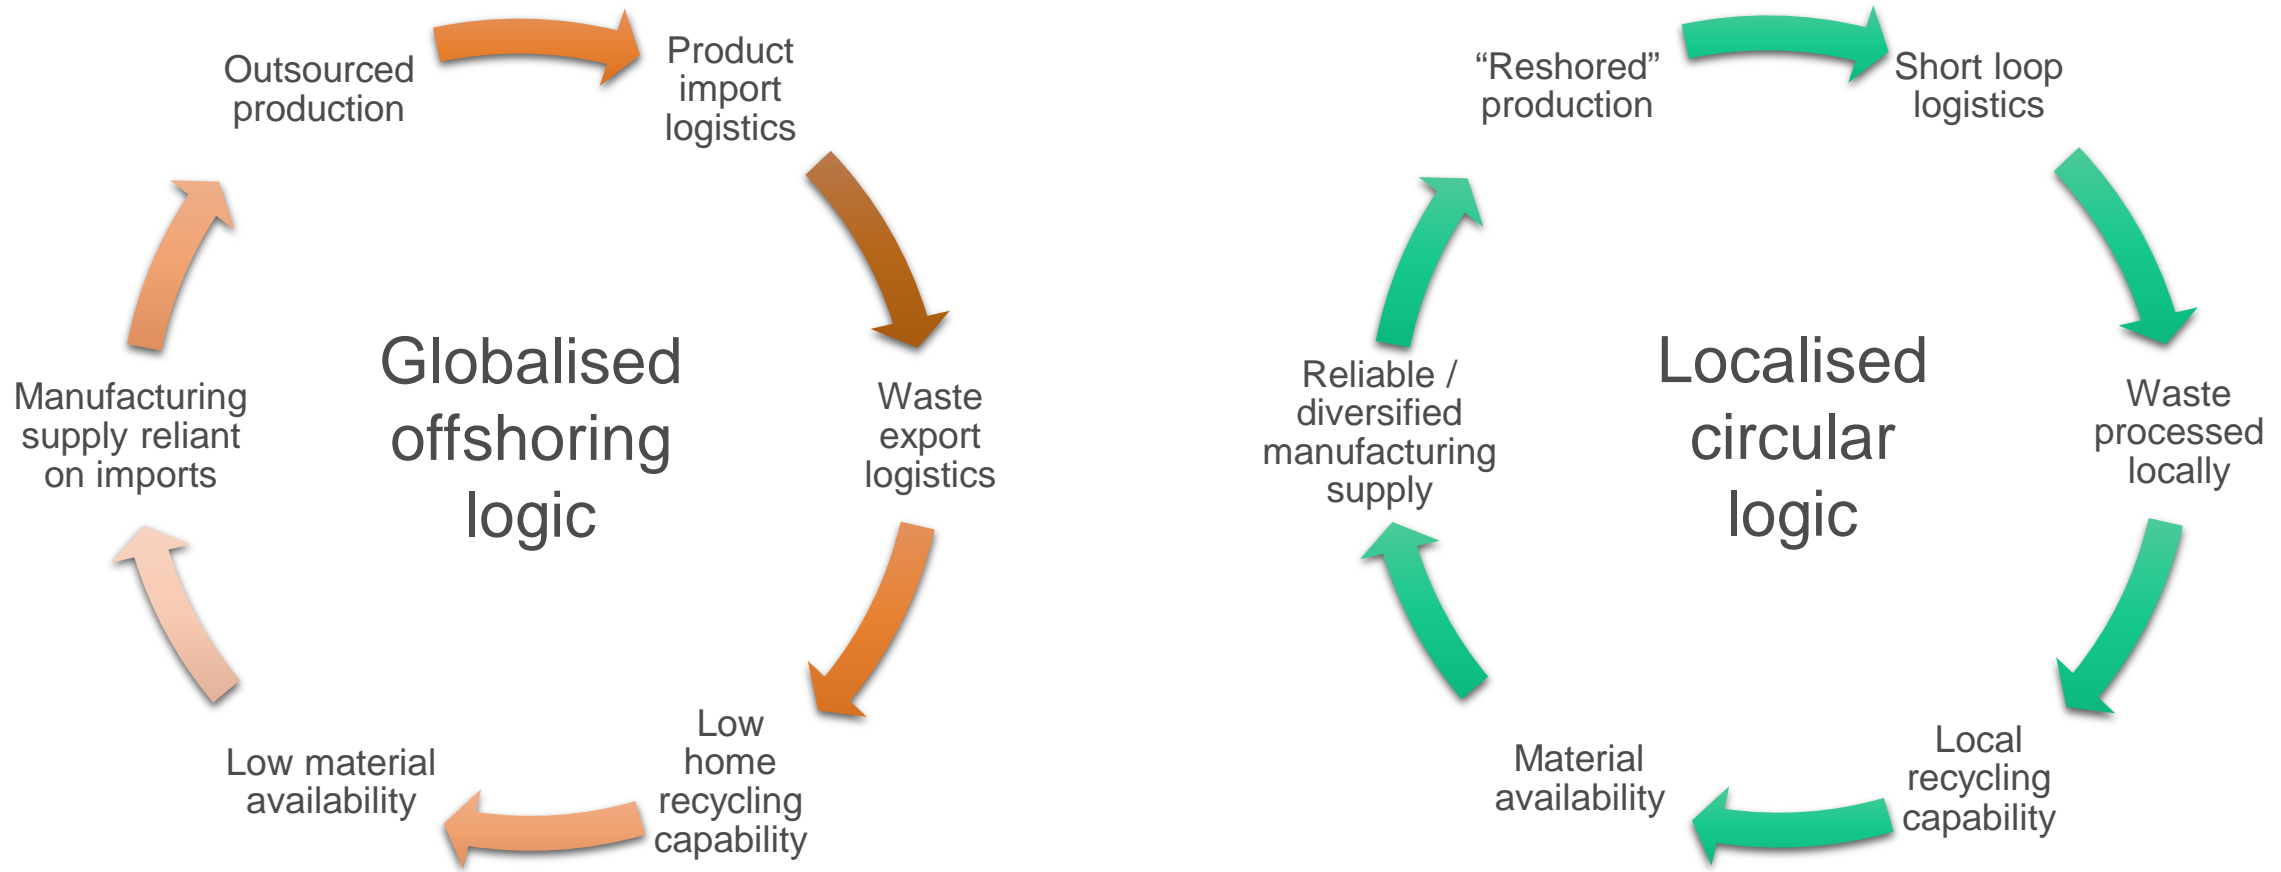 Outsourced
production
Product
import
logistics
Waste
export
logistics
Low
home
recycling
capability
Low material
availability
Manufacturing
supply reliant
on imports
Globalised
offshoring
logic
“Reshored”
production
Short loop
logistics
Waste
processed
locally
Local
recycling
capability
Material
availability
Reliable /
diversified
manufacturing
supply
Localised
circular
logic